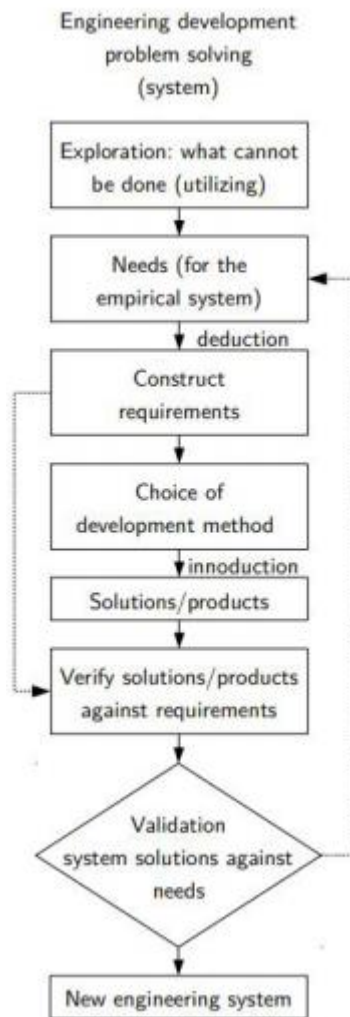 Engineering development
problem solving
(system)
Exploration: what cannot
be done (utilizing)
Needs (for the
empirical system)
deduction
Construct
requirements
Choice of
development method
innoduction
Solutions/products
Verify solutions/products
against requirements
Validation
system solutions against
needs
New engineering system